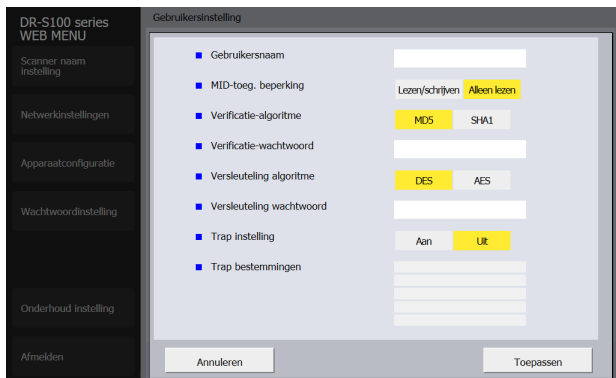 DR-S100 series
WEB MENU
Scanner naam
instelling
Netwerkinstellingen
Apparaatconfiguratie
Wachtwoordinstelling
Onderhoud instelling
Afmelden
Gebruikersinstelling
Gebruikersnaam
MID-toeg. beperking Lezen/schrijven Alleen lezen
Verificatie-algoritme MD5 SHA1
Verificatie-wachtwoord
Versleuteling algoritme DES AES
Versleuteling wachtwoord
Trap instelling Aan Uit
Trap bestemmingen
Annuleren Toepassen